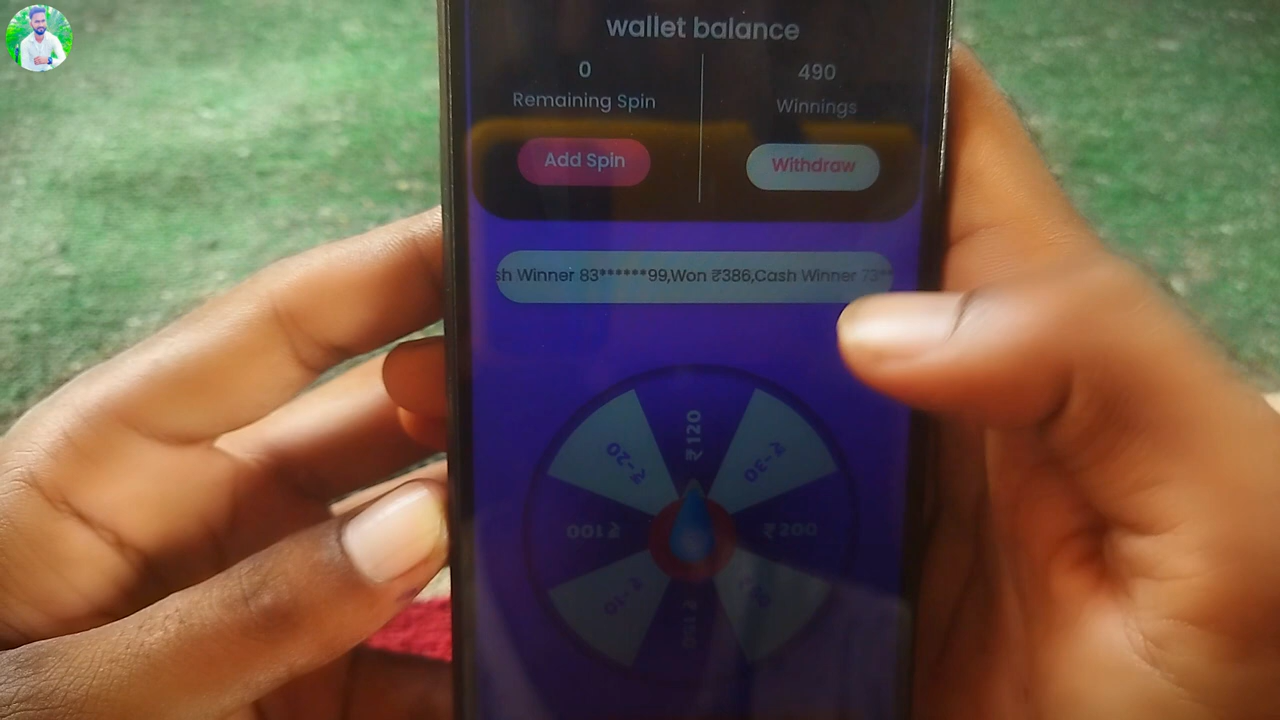 wallet balance
0
Remaining Spin
490
Winnings
Add Spin
Withdraw
sh Winner 83******99,Won ₹386,Cash Winner 73**
₹-20
₹120
₹-30
₹100
₹-10